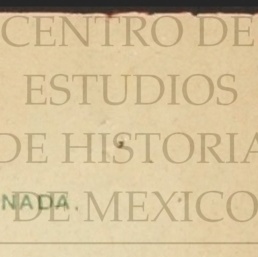 CENTRO DE
ESTUDIOS
DE HISTORIA
NADA.
DE MEXICO